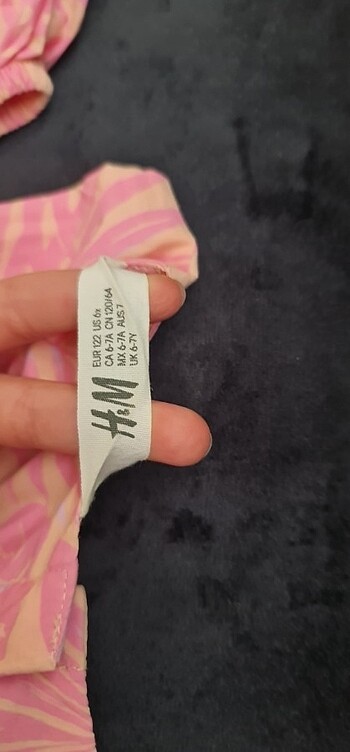 H&M
EUR 122 US 6x
CA 6-7A CN 120/64
MX 6-7A AUS 7
UK 6-7Y